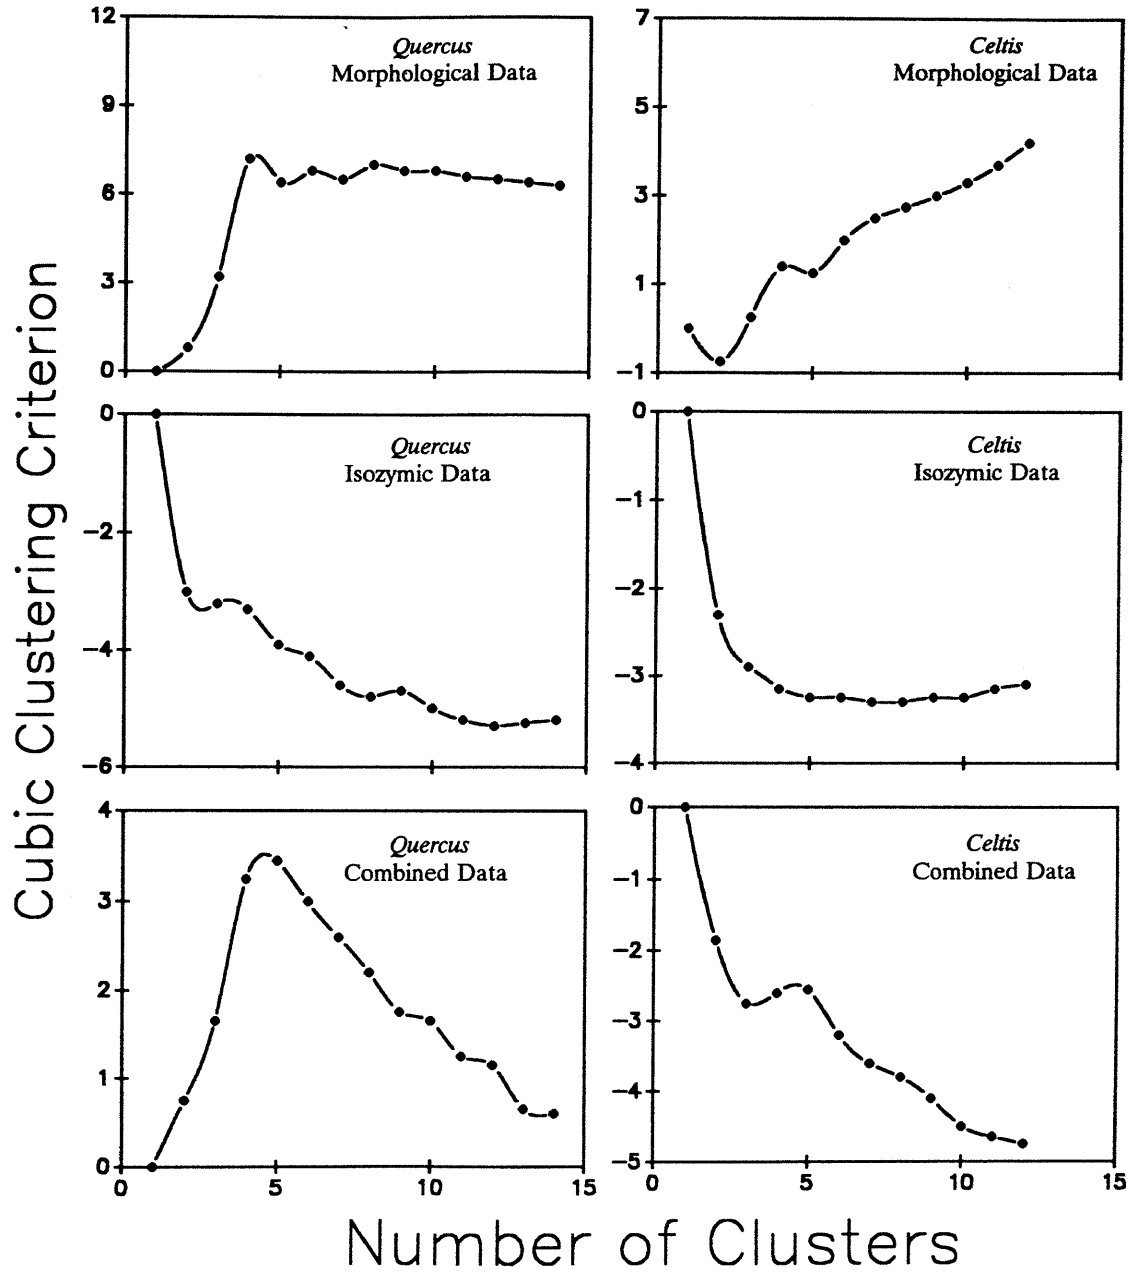 Cubic Clustering Criterion
12
9
6
3
0
Quercus
Morphological Data
7
5
3
1
−1
Celtis
Morphological Data
0
−2
−4
−6
Quercus
Isozymic Data
0
−1
−2
−3
−4
Celtis
Isozymic Data
4
3
2
1
0
Quercus
Combined Data
0 5 10 15
0
−1
−2
−3
−4
−5
Celtis
Combined Data
0 5 10 15
Number of Clusters